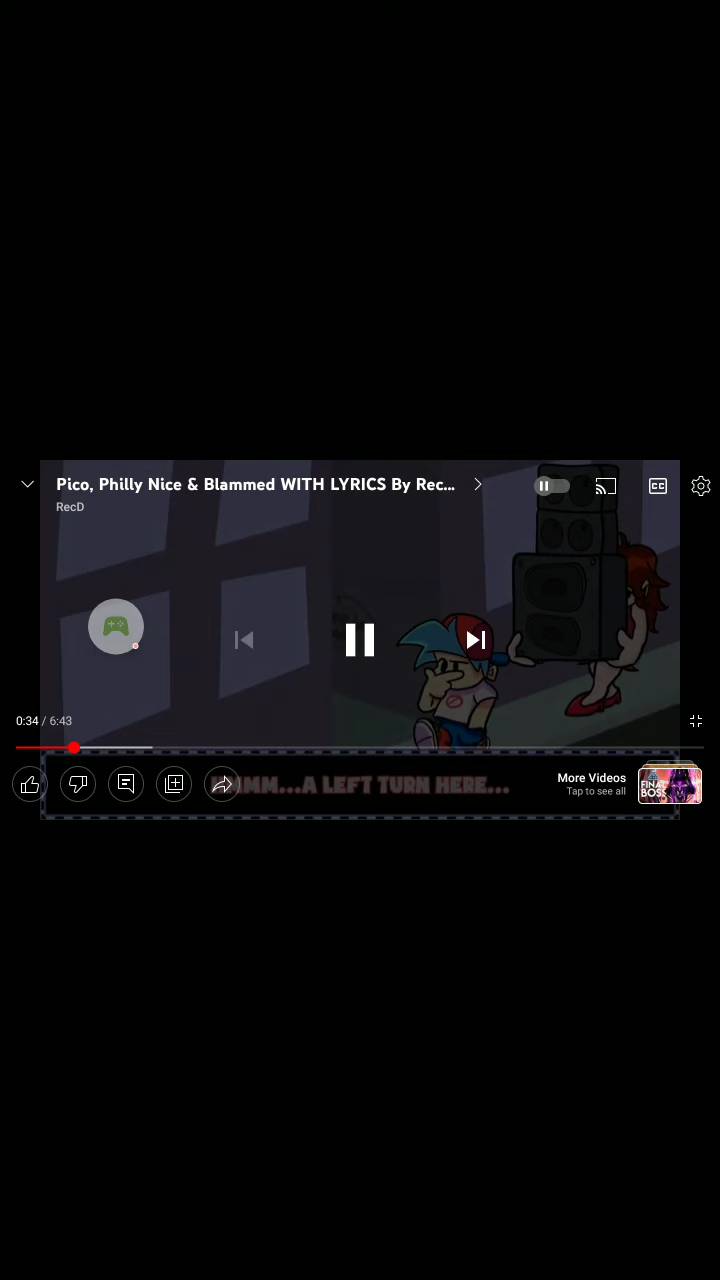 Pico, Philly Nice & Blammed WITH LYRICS By Rec...
RecD
CC
0:34 / 6:43
...A LEFT TURN HERE...
More Videos
Tap to see all
FINAL
BOSS